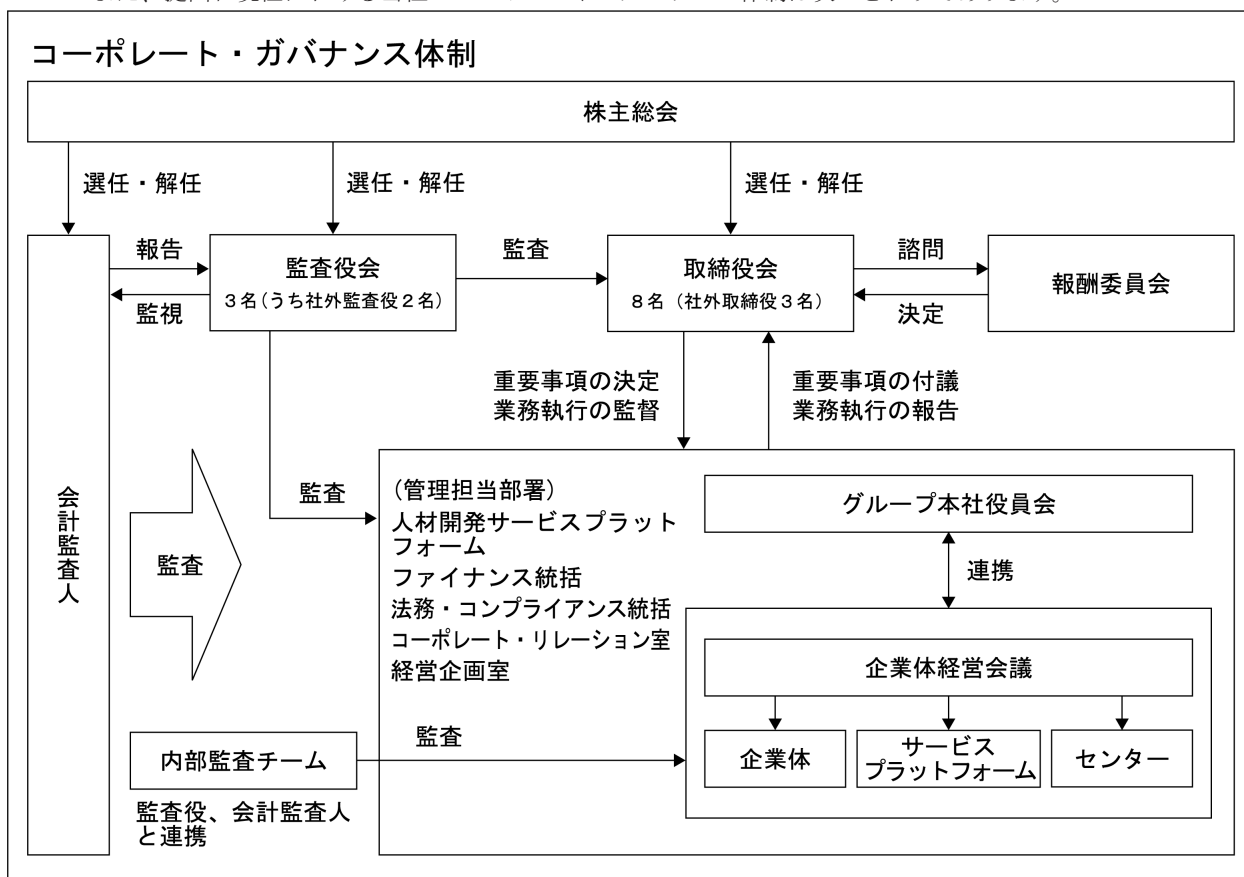 コーポレート・ガバナンス体制
株主総会
選任・解任
選任・解任
選任・解任
報告
監視
監査役会
3名(うち社外監査役2名)
監査
取締役会
8名(社外取締役3名)
諮問
決定
報酬委員会
重要事項の決定
業務執行の監督
重要事項の付議
業務執行の報告
会計監査人
監査
監査
(管理担当部署)
人材開発サービスプラット
フォーム
ファイナンス統括
法務・コンプライアンス統括
コーポレート・リレーション室
経営企画室
グループ本社役員会
連携
企業体経営会議
企業体
サービス
プラットフォーム
センター
内部監査チーム
監査
監査役、会計監査人
と連携